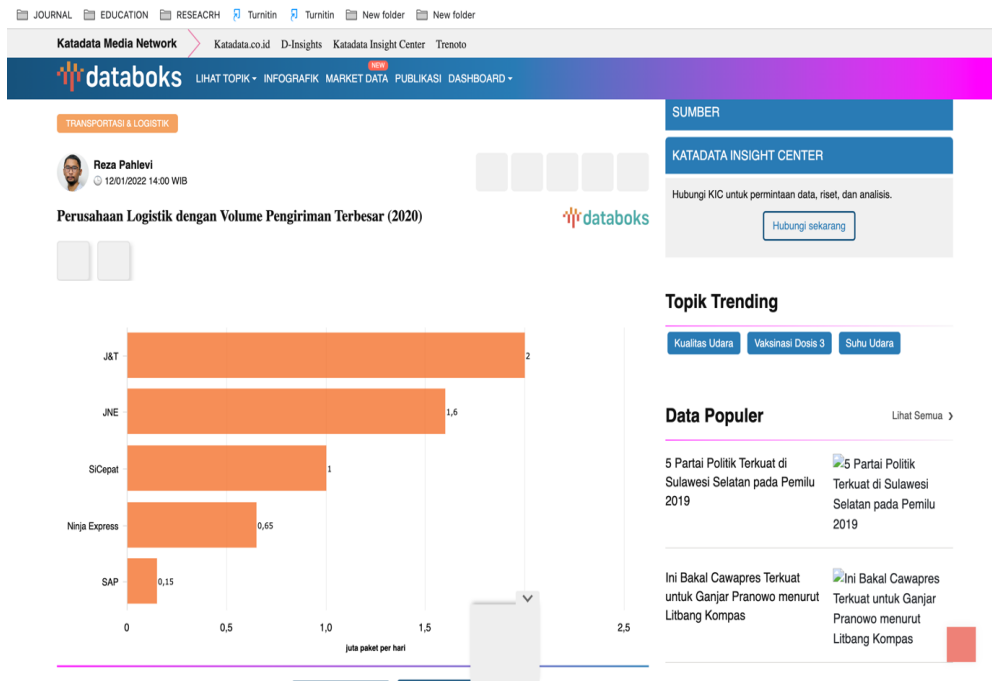 JOURNAL EDUCATION RESEACRH Turnitin Turnitin New folder New folder
Katadata Media Network Katadata.co.id D-Insights Katadata Insight Center Trenoto
databoks LIHAT TOPIK INFOGRAFIK MARKET DATA NEW PUBLIKASI DASHBOARD
TRANSPORTASI & LOGISTIK
Reza Pahlevi
12/01/2022 14:00 WIB
Perusahaan Logistik dengan Volume Pengiriman Terbesar (2020)
databoks
J&T 2
JNE 1,6
SiCepat 1
Ninja Express 0,65
SAP 0,15
0 0,5 1,0 1,5 2,5
juta paket per hari
SUMBER
KATADATA INSIGHT CENTER
Hubungi KIC untuk permintaan data, riset, dan analisis.
Hubungi sekarang
Topik Trending
Kualitas Udara Vaksinasi Dosis 3 Suhu Udara
Data Populer Lihat Semua
5 Partai Politik Terkuat di
Sulawesi Selatan pada Pemilu
2019
5 Partai Politik
Terkuat di Sulawesi
Selatan pada Pemilu
2019
Ini Bakal Cawapres Terkuat
untuk Ganjar Pranowo menurut
Litbang Kompas
Ini Bakal Cawapres
Terkuat untuk Ganjar
Pranowo menurut
Litbang Kompas